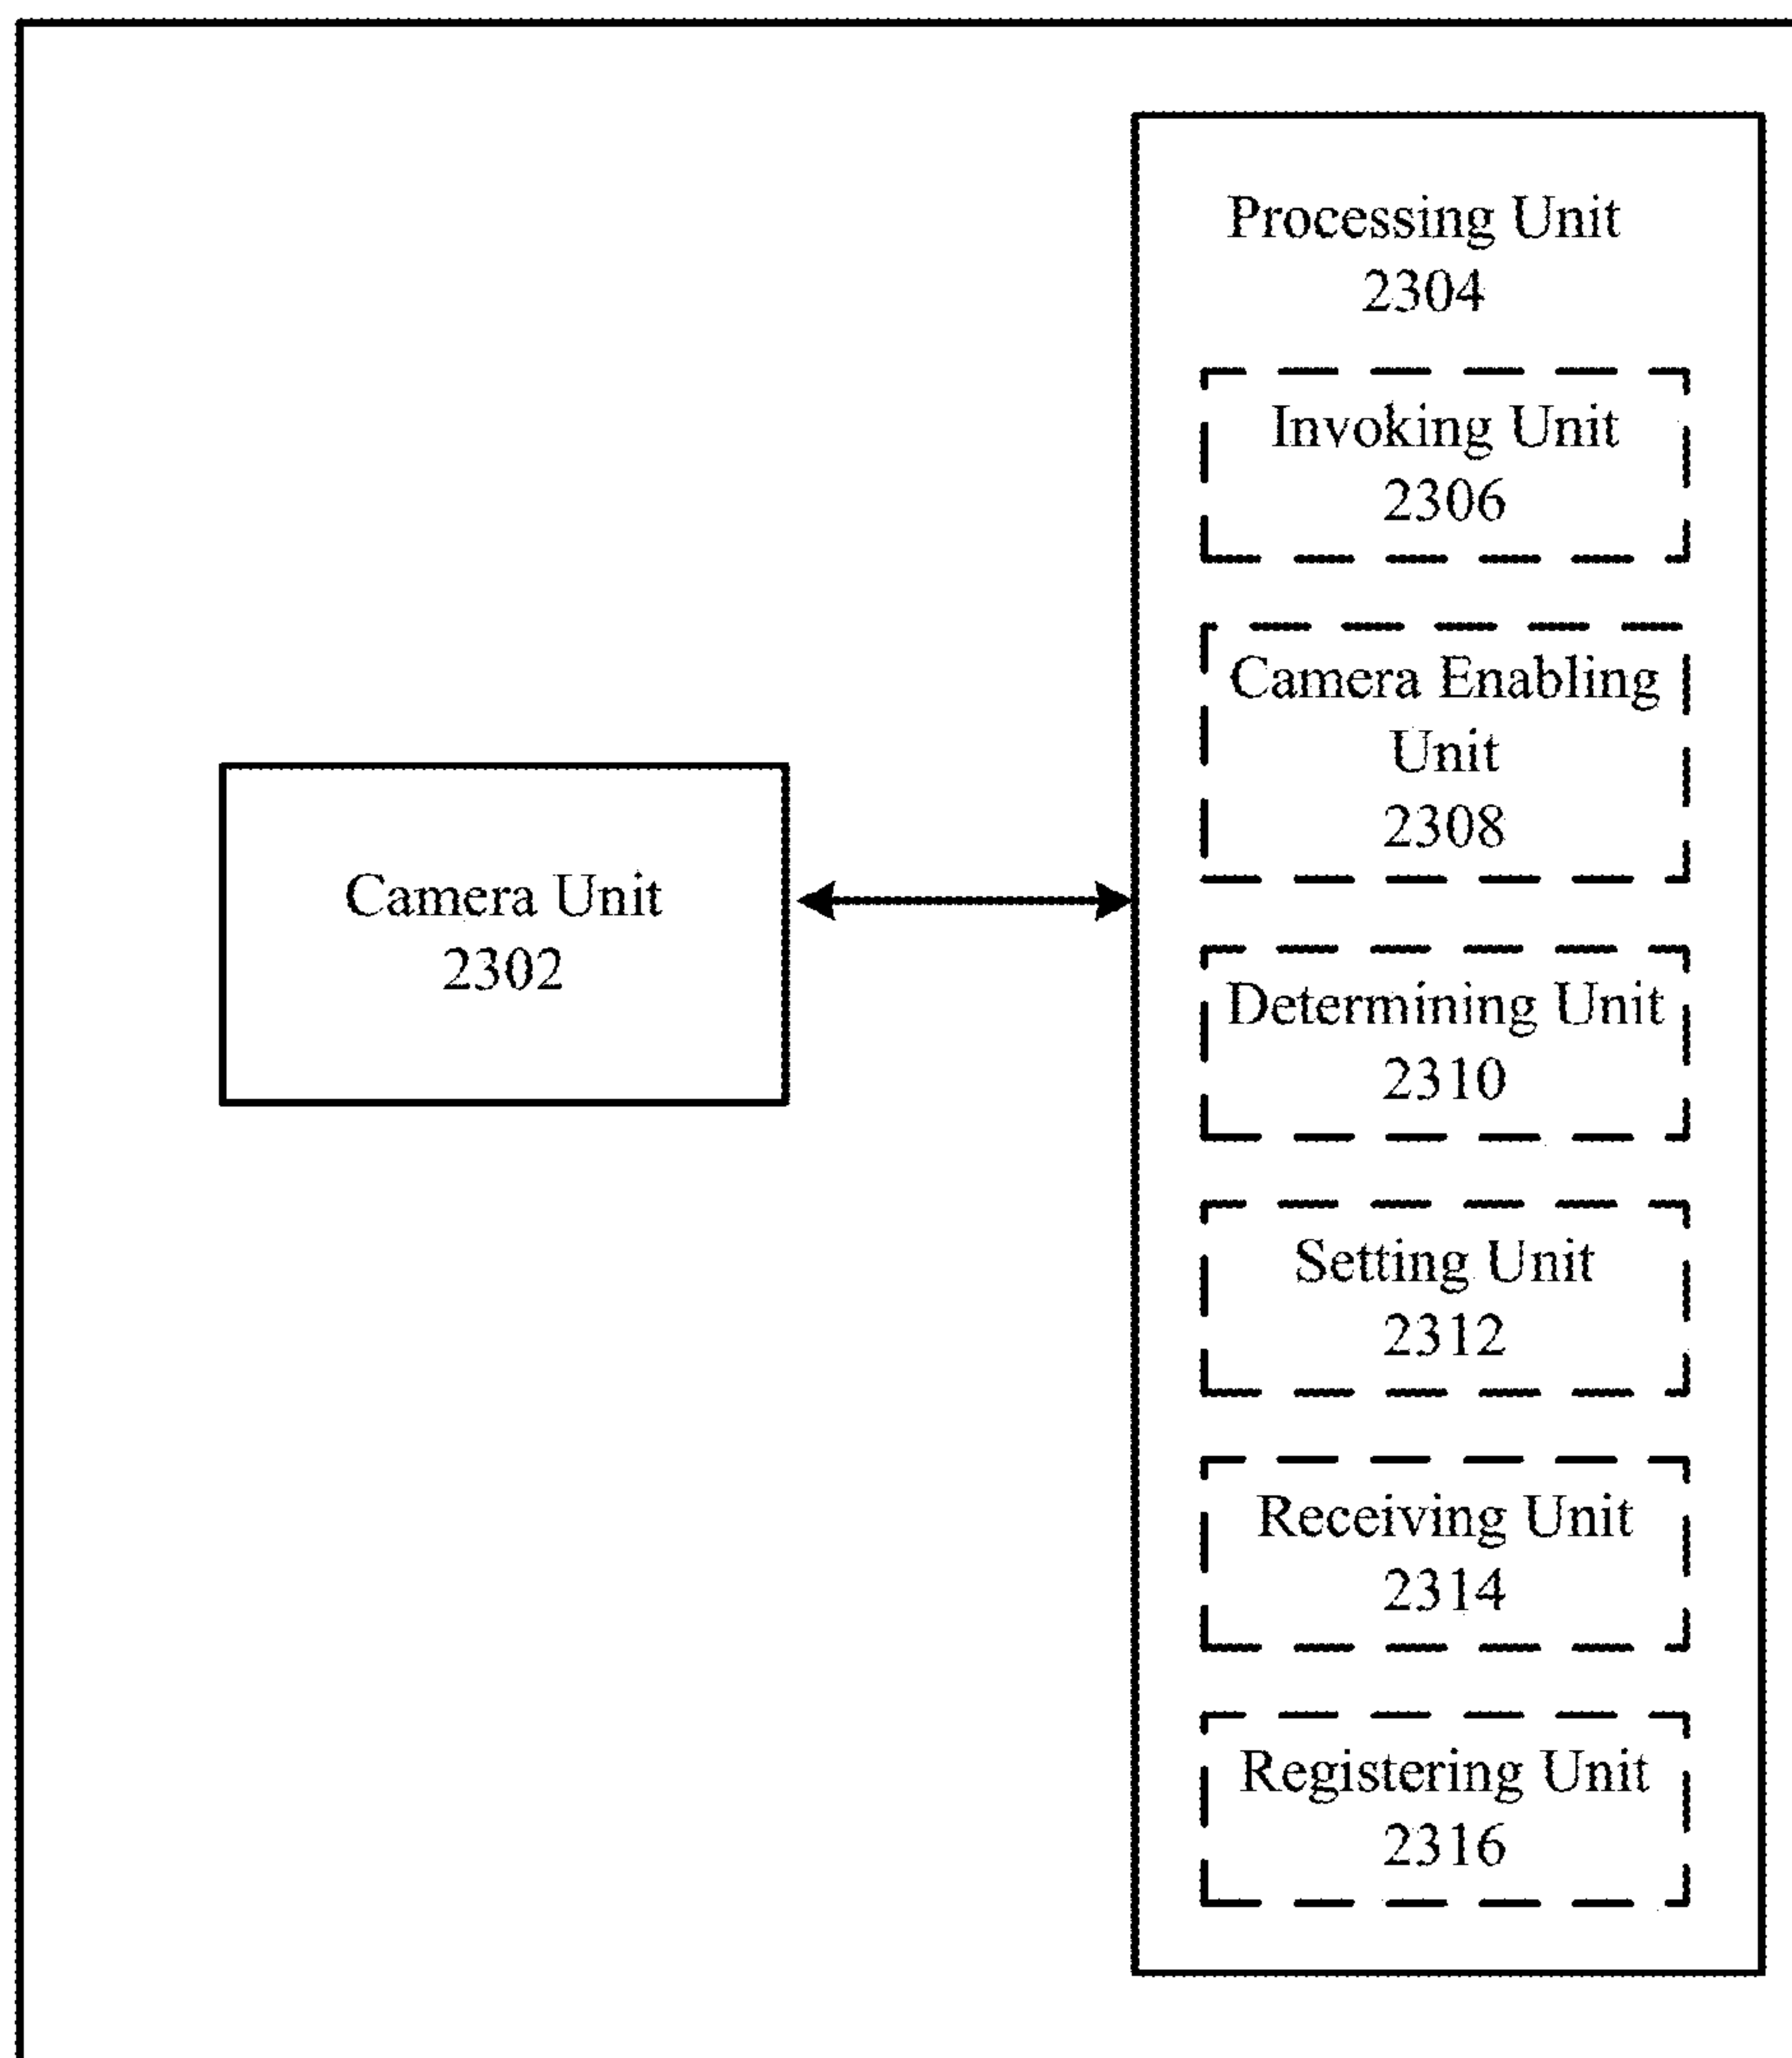 Processing Unit
2304
Invoking Unit
2306
Camera Enabling
Unit
2308
Camera Unit
2302
Determining Unit
2310
Setting Unit
2312
Receiving Unit
2314
Registering Unit
2316